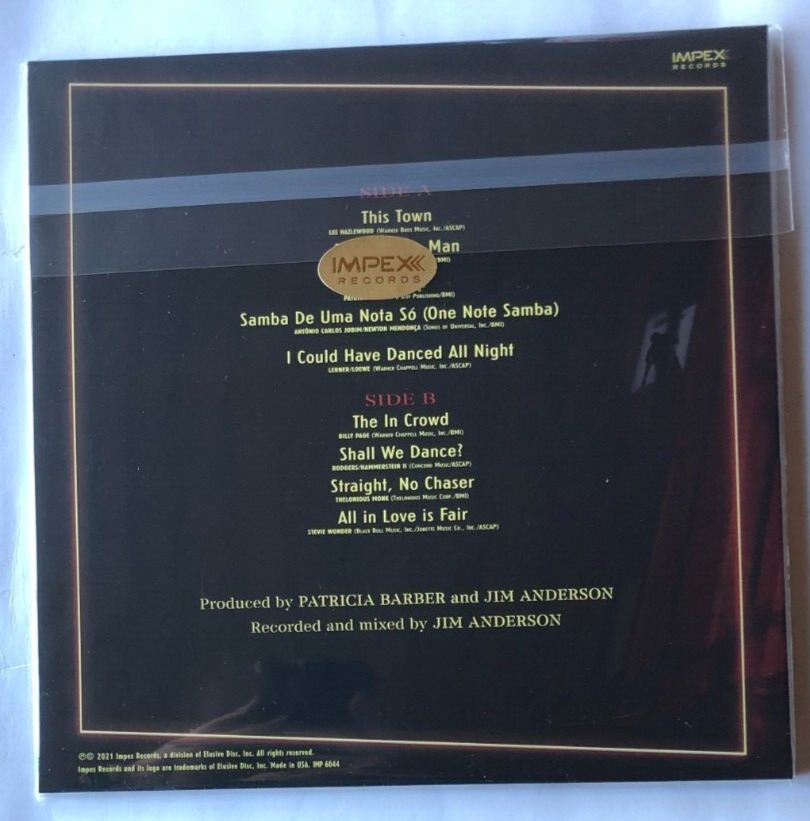 IMPEX
RECORDS
SIDE A
This Town
LEE HAZLEWOOD (Warner Bros Music, Inc./ASCAP)
Man
BMI)
IMPEX
RECORDS
Publishing/BMI)
Samba De Uma Nota Só (One Note Samba)
ANTÔNIO CARLOS JOBIM/NEWTON MENDONÇA (Songs of Universal, Inc./BMI)
I Could Have Danced All Night
LERNER/LOEWE (Warner Chappell Music, Inc./ASCAP)
SIDE B
The In Crowd
BILLY PAGE (Warner Chappell Music, Inc./BMI)
Shall We Dance?
RODGERS/HAMMERSTEIN II (Concord Music/ASCAP)
Straight, No Chaser
THELONIOUS MONK (Thelonious Music Corp./BMI)
All in Love is Fair
STEVIE WONDER (Black Bull Music, Inc./Jobete Music Co., Inc./ASCAP)
Produced by PATRICIA BARBER and JIM ANDERSON
Recorded and mixed by JIM ANDERSON
℗© 2021 Impex Records, a division of Elusive Disc, Inc. All rights reserved.
Impex Records and its logo are trademarks of Elusive Disc, Inc. Made in USA. IMP 6044